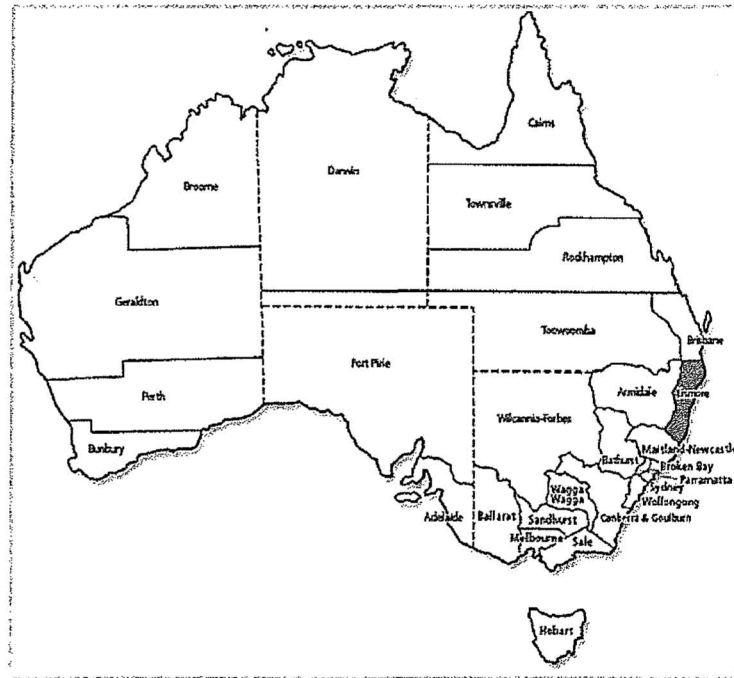 Cairns
Darwin
Broome
Townsville
Rockhampton
Geraldton
Toowoomba
Brisbane
Port Pirie
Armidale
Lismore
Perth
Wilcannia-Forbes
Bunbury
Maitland-Newcastle
Bathurst
Broken Bay
Parramatta
Sydney
Wagga
Wagga
Wollongong
Adelaide
Ballarat
Sandhurst
Canberra & Goulburn
Melbourne
Sale
Hobart